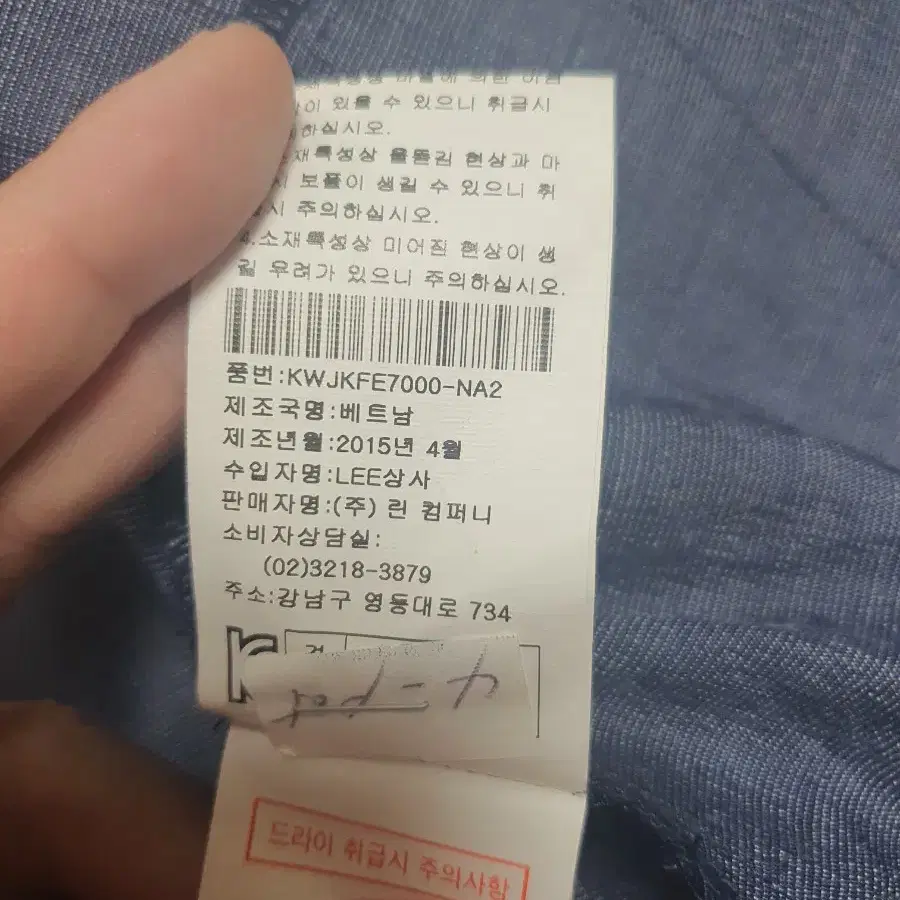 있을 수 있으니 취급시
하십시오.
소재특성상 올뜯김 현상과 마
보풀이 생길 수 있으니 취
시 주의하십시오.
4.소재특성상 미어짐 현상이 생
길 우려가 있으니 주의하십시오.
품번:KWJKFE7000-NA2
제조국명:베트남
제조년월:2015년 4월
수입자명:LEE상사
판매자명:(주) 린 컴퍼니
소비자상담실:
(02)3218-3879
주소:강남구 영동대로 734
드라이 취급시 주의사항